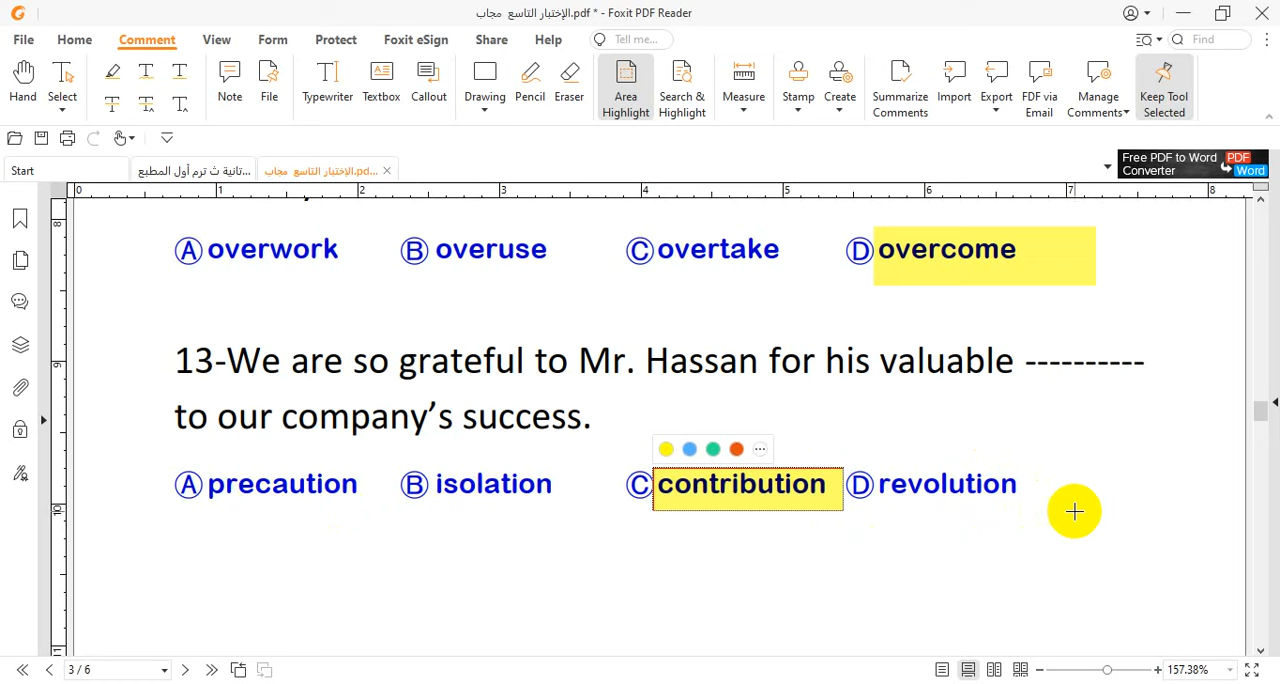 الإختبار التاسع مجاب.pdf * - Foxit PDF Reader
File Home Comment View Form Protect Foxit eSign Share Help Tell me... Find
Hand Select Note File Typewriter Textbox Callout Drawing Pencil Eraser Area Highlight Search & Highlight Measure Stamp Create Summarize Comments Import Export FDF via Email Manage Comments Keep Tool Selected
Start تانية ث ترم أول المطبع... الإختبار التاسع مجاب.pd...
Free PDF to Word Converter PDF Word
0 1 2 3 4 5 6 7 8
8
Ⓐ overwork Ⓑ overuse Ⓒ overtake Ⓓ overcome
9
13-We are so grateful to Mr. Hassan for his valuable ----------
to our company’s success.
Ⓐ precaution Ⓑ isolation Ⓒ contribution Ⓓ revolution
10
11
3 / 6 157.38%